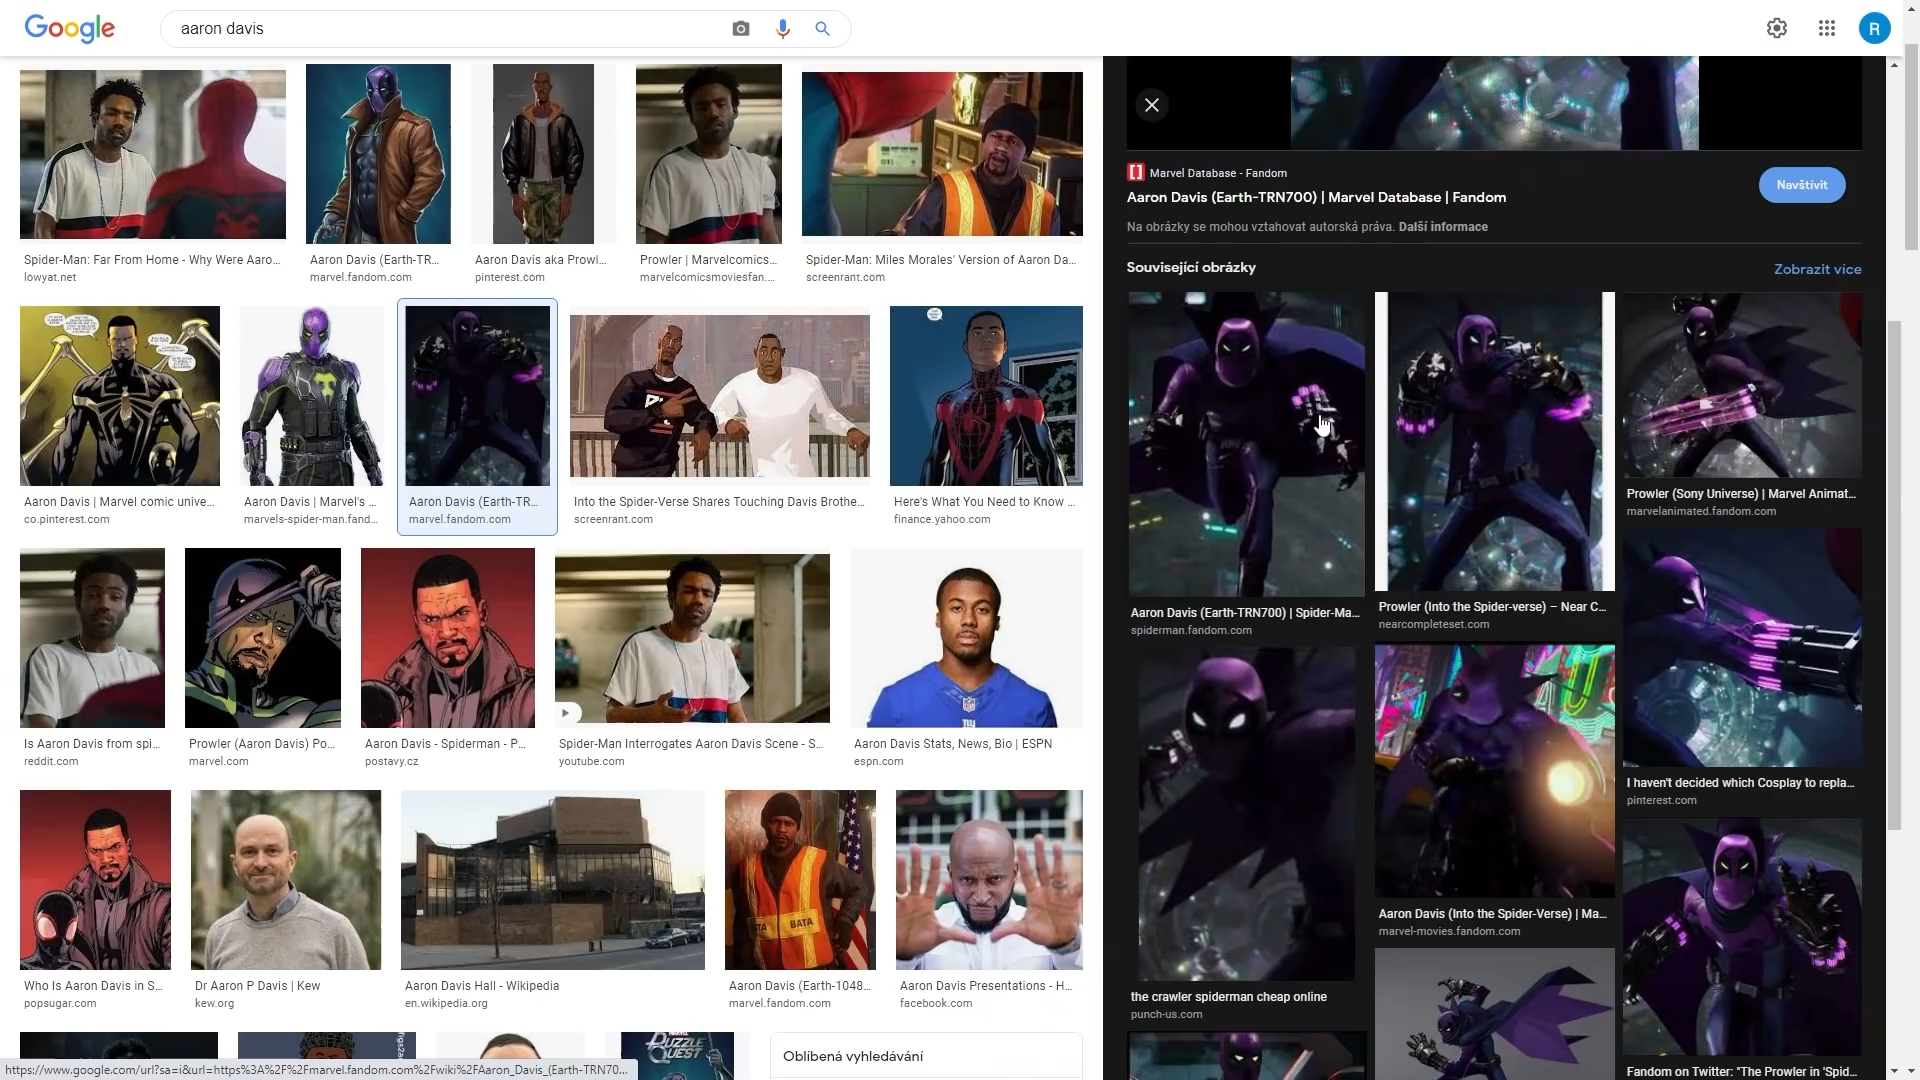 Google
aaron davis
R
Spider-Man: Far From Home - Why Were Aaro...
lowyat.net
Aaron Davis (Earth-TR...
marvel.fandom.com
Aaron Davis aka Prowl...
pinterest.com
Prowler | Marvelcomics...
marvelcomicsmoviesfan....
Spider-Man: Miles Morales' Version of Aaron Da...
screenrant.com
Aaron Davis | Marvel comic unive...
co.pinterest.com
Aaron Davis | Marvel's ...
marvels-spider-man.fand...
Aaron Davis (Earth-TR...
marvel.fandom.com
Into the Spider-Verse Shares Touching Davis Brothe...
screenrant.com
Here's What You Need to Know ...
finance.yahoo.com
Is Aaron Davis from spi...
reddit.com
Prowler (Aaron Davis) Po...
marvel.com
Aaron Davis - Spiderman - P...
postavy.cz
Spider-Man Interrogates Aaron Davis Scene - S...
youtube.com
Aaron Davis Stats, News, Bio | ESPN
espn.com
BATA
Who Is Aaron Davis in S...
popsugar.com
Dr Aaron P Davis | Kew
kew.org
Aaron Davis Hall - Wikipedia
en.wikipedia.org
Aaron Davis (Earth-1048...
marvel.fandom.com
Aaron Davis Presentations - H...
facebook.com
PUZZLE
QUEST
Oblíbená vyhledávání
https://www.google.com/url?sa=i&url=https%3A%2F%2Fmarvel.fandom.com%2Fwiki%2FAaron_Davis_(Earth-TRN70...
Marvel Database - Fandom
Aaron Davis (Earth-TRN700) | Marvel Database | Fandom
Navštívit
Na obrázky se mohou vztahovat autorská práva. Další informace
Související obrázky
Zobrazit více
Aaron Davis (Earth-TRN700) | Spider-Ma...
spiderman.fandom.com
Prowler (Into the Spider-verse) – Near C...
nearcompleteset.com
Prowler (Sony Universe) | Marvel Animat...
marvelanimated.fandom.com
I haven't decided which Cosplay to repla...
pinterest.com
the crawler spiderman cheap online
punch-us.com
Aaron Davis (Into the Spider-Verse) | Ma...
marvel-movies.fandom.com
Fandom on Twitter: "The Prowler in 'Spid...